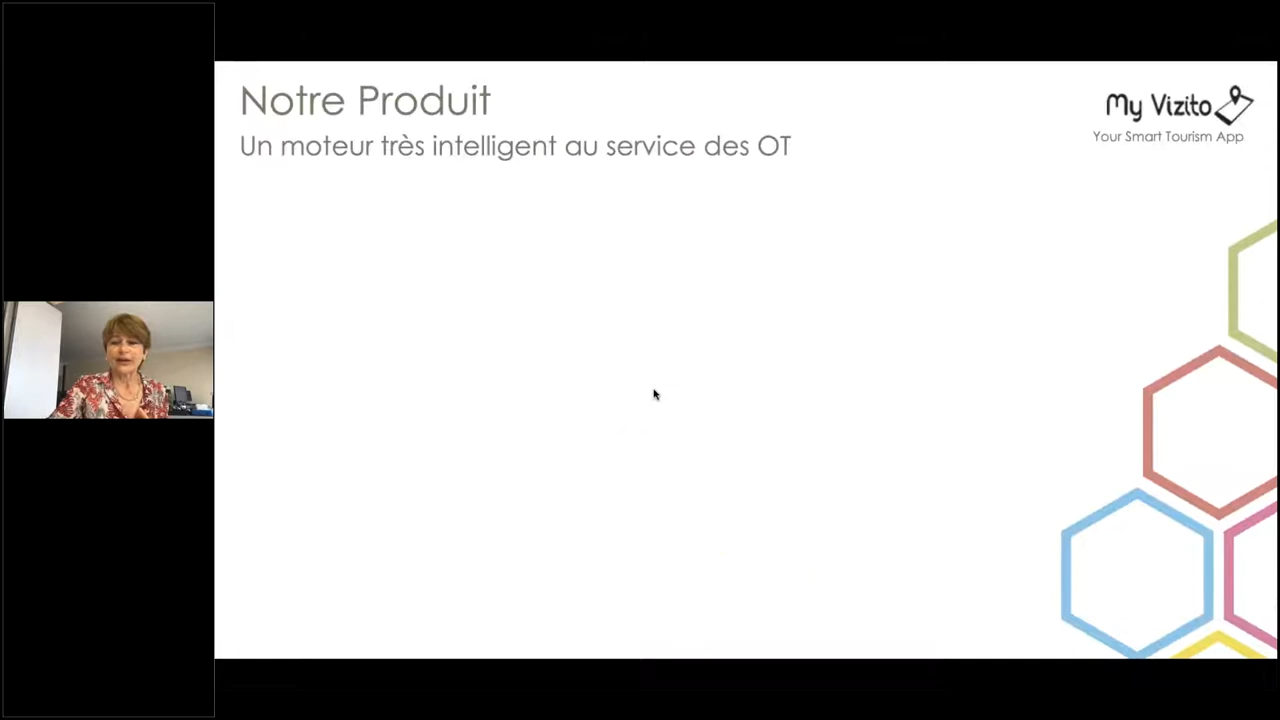 Notre Produit
Un moteur très intelligent au service des OT
My Vizito
Your Smart Tourism App